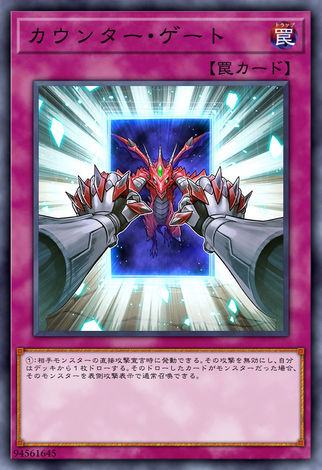 カウンター・ゲート
トラップ
罠
【罠カード】
①:相手モンスターの直接攻撃宣言時に発動できる。その攻撃を無効にし、自分
はデッキから１枚ドローする。そのドローしたカードがモンスターだった場合、
そのモンスターを表側攻撃表示で通常召喚できる。
94561645